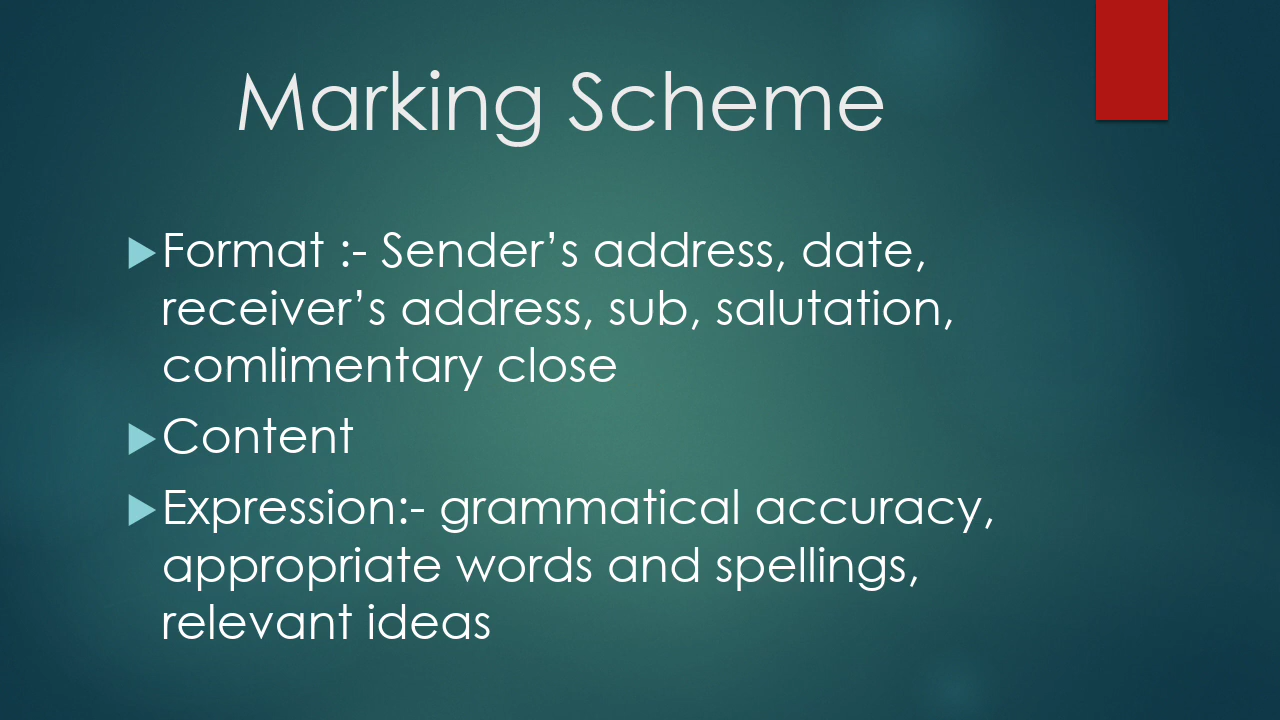 Marking Scheme
Format :- Sender’s address, date,
receiver’s address, sub, salutation,
comlimentary close
Content
Expression:- grammatical accuracy,
appropriate words and spellings,
relevant ideas